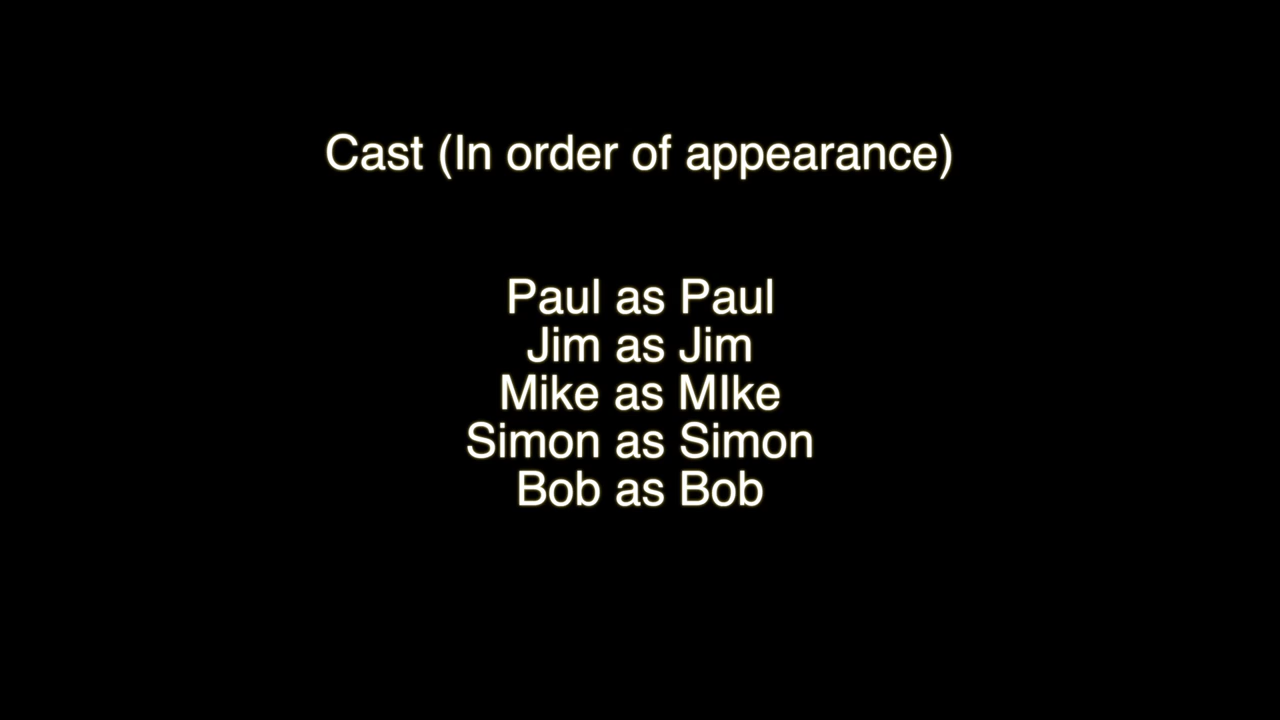 Cast (In order of appearance)
Paul as Paul
Jim as Jim
Mike as MIke
Simon as Simon
Bob as Bob